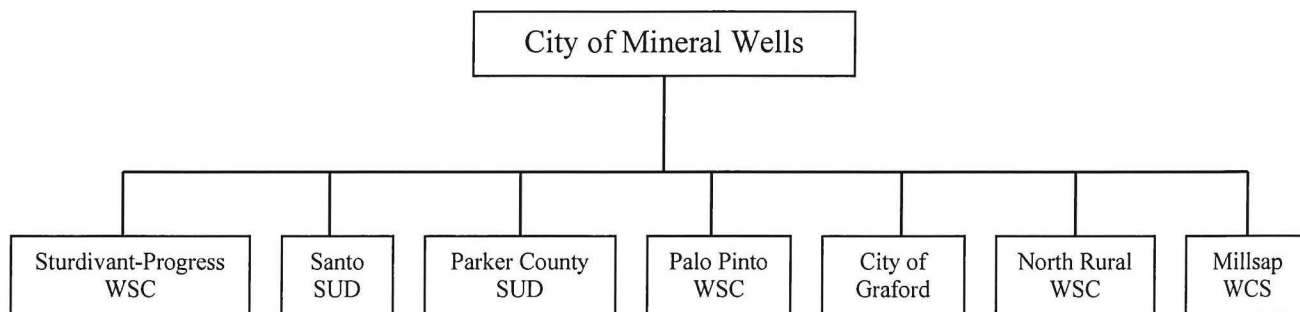 City of Mineral Wells
Sturdivant-Progress
WSC
Santo
SUD
Parker County
SUD
Palo Pinto
WSC
City of
Graford
North Rural
WSC
Millsap
WCS